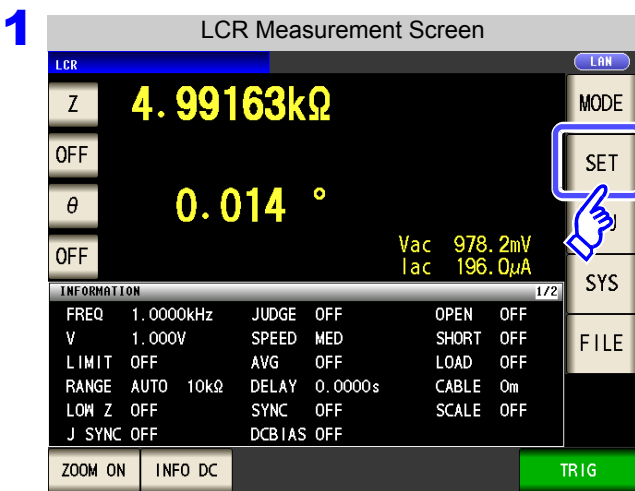 1
LCR Measurement Screen
LCR LAN
Z 4.99163kΩ MODE
OFF SET
θ 0.014 °
OFF Vac 978.2mV
Iac 196.0μA SYS
INFORMATION 1/2
FREQ 1.0000kHz JUDGE OFF OPEN OFF
V 1.000V SPEED MED SHORT OFF FILE
LIMIT OFF AVG OFF LOAD OFF
RANGE AUTO 10kΩ DELAY 0.0000s CABLE 0m
LOW Z OFF SYNC OFF SCALE OFF
J SYNC OFF DCBIAS OFF
ZOOM ON INFO DC TRIG